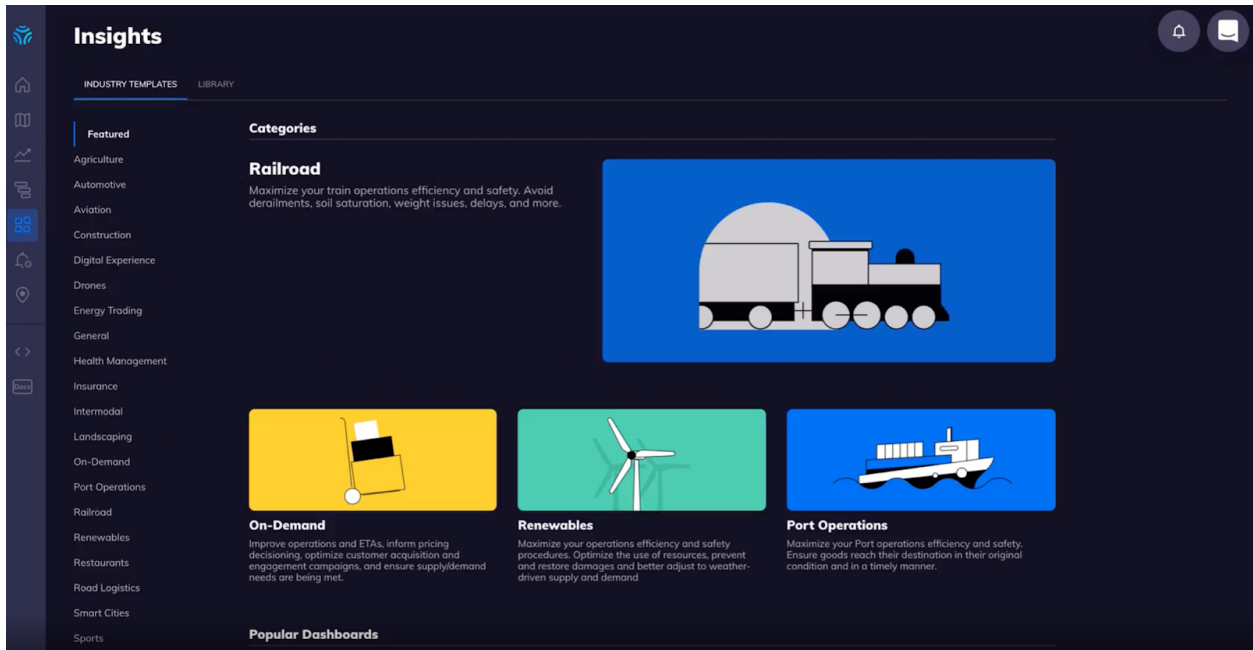 Insights
INDUSTRY TEMPLATES
LIBRARY
Featured
Agriculture
Automotive
Aviation
Construction
Digital Experience
Drones
Energy Trading
General
Health Management
Insurance
Intermodal
Landscaping
On-Demand
Port Operations
Railroad
Renewables
Restaurants
Road Logistics
Smart Cities
Sports
Docs
Categories
Railroad
Maximize your train operations efficiency and safety. Avoid
derailments, soil saturation, weight issues, delays, and more.
On-Demand
Improve operations and ETAs, inform pricing
decisioning, optimize customer acquisition and
engagement campaigns, and ensure supply/demand
needs are being met.
Renewables
Maximize your operations efficiency and safety
procedures. Optimize the use of resources, prevent
and restore damages and better adjust to weather-
driven supply and demand
Port Operations
Maximize your Port operations efficiency and safety.
Ensure goods reach their destination in their original
condition and in a timely manner.
Popular Dashboards